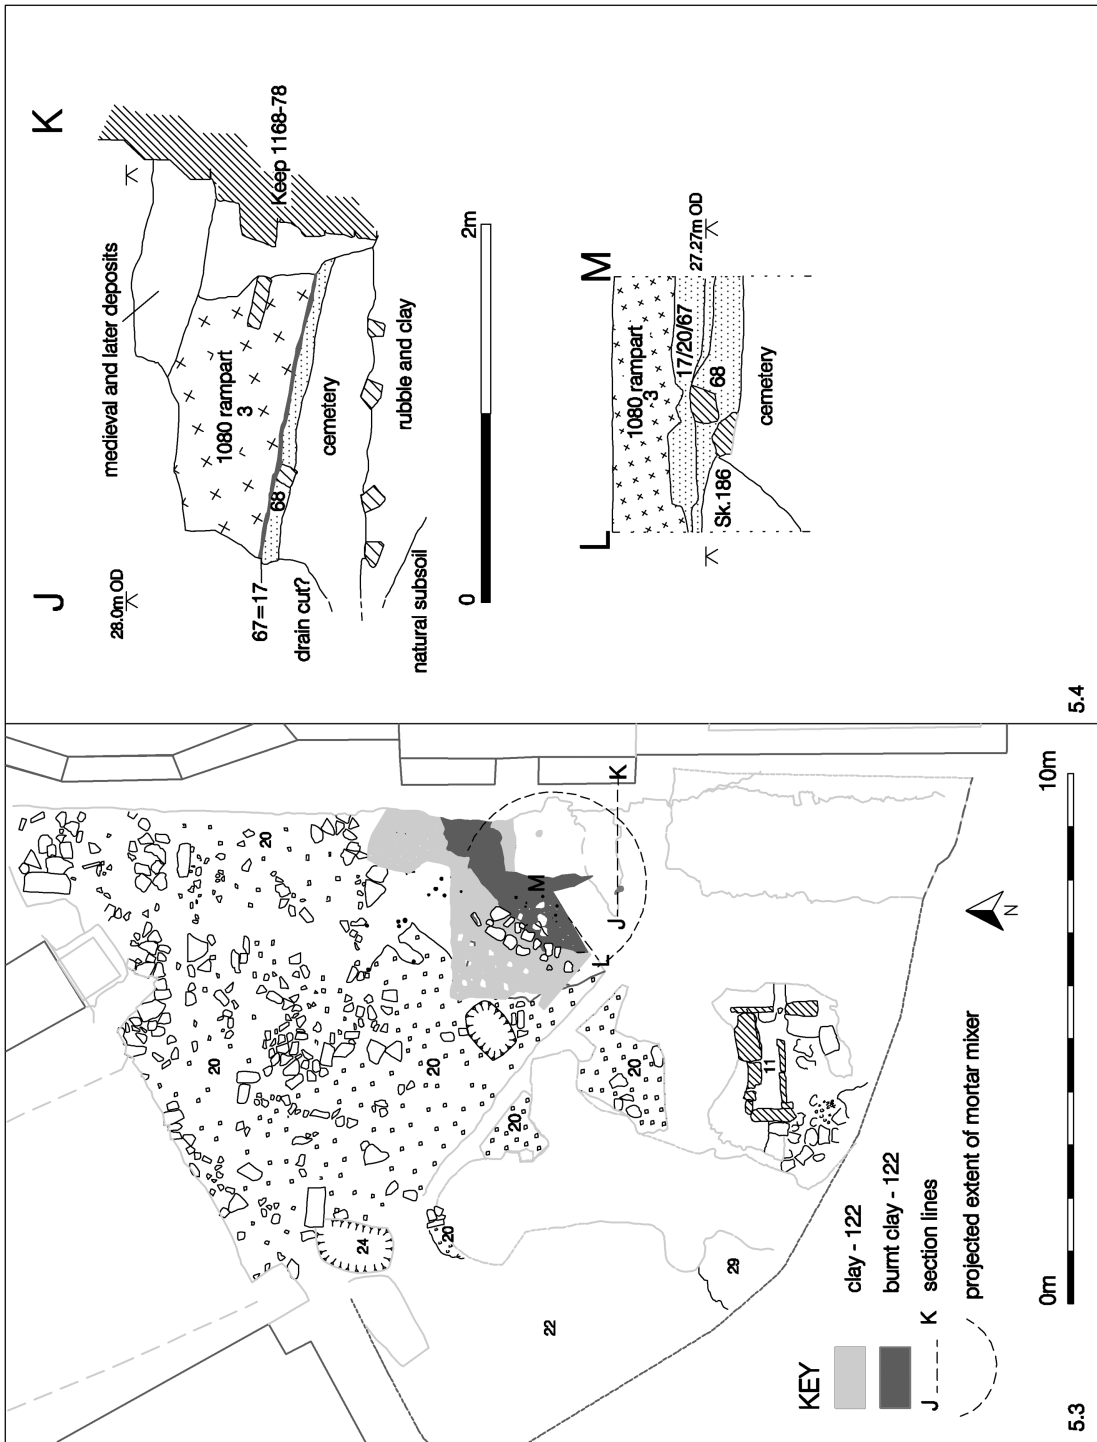 J
K
28.0m OD
medieval and later deposits
Keep 1168-78
1080 rampart
3
67=17
68
drain cut?
cemetery
rubble and clay
natural subsoil
0
2m
L
M
1080 rampart
3
17/20/67
27.27m OD
68
Sk.186
cemetery
5.4
20
20
20
20
20
20
24
22
29
11
J
K
L
M
N
KEY
clay - 122
burnt clay - 122
J
K
section lines
projected extent of mortar mixer
0m
10m
5.3